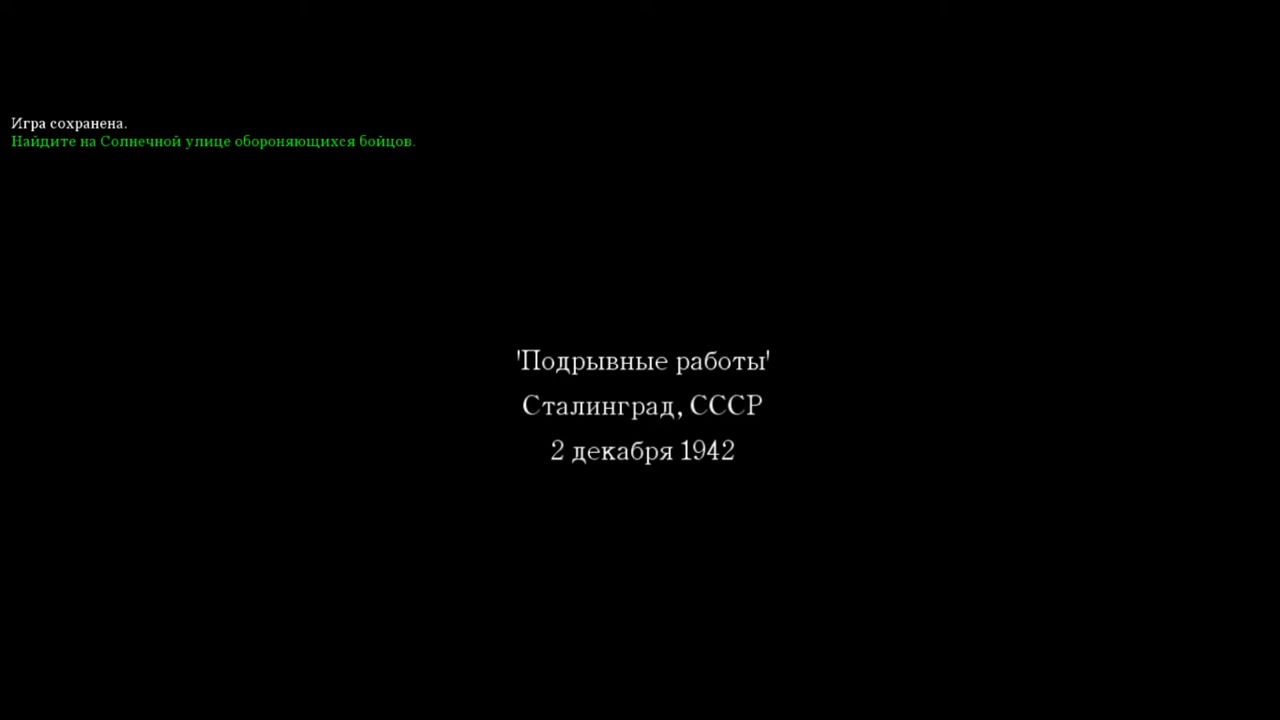 Игра сохранена.
Найдите на Солнечной улице обороняющихся бойцов.
'Подрывные работы'
Сталинград, СССР
2 декабря 1942